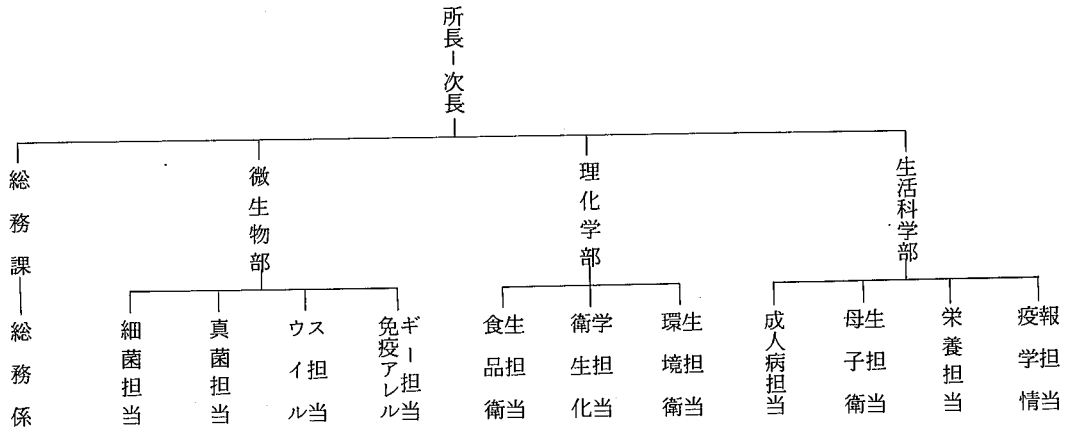 所長ー次長
総務課
総務係
微生物部
細菌担当
真菌担当
ウイルス担当
免疫アレルギー担当
理化学部
食品衛生担当
衛生化学担当
環境衛生担当
生活科学部
成人病担当
母子衛生担当
栄養担当
疫学情報担当